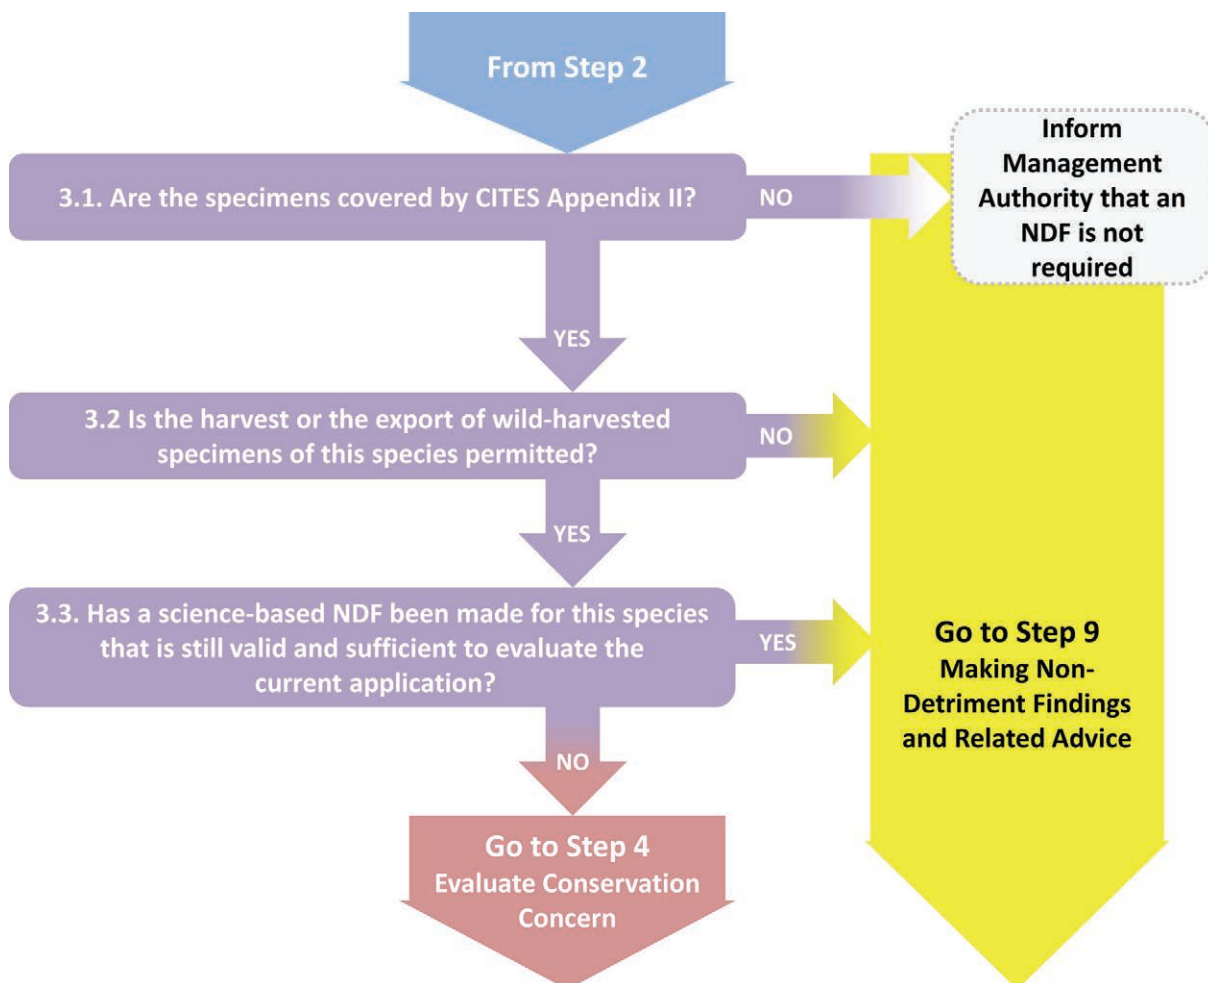 From Step 2
3.1. Are the specimens covered by CITES Appendix II?
NO
Inform
Management
Authority that an
NDF is not
required
YES
3.2 Is the harvest or the export of wild-harvested
specimens of this species permitted?
NO
YES
3.3. Has a science-based NDF been made for this species
that is still valid and sufficient to evaluate the
current application?
YES
Go to Step 9
Making Non-
Detriment Findings
and Related Advice
NO
Go to Step 4
Evaluate Conservation
Concern